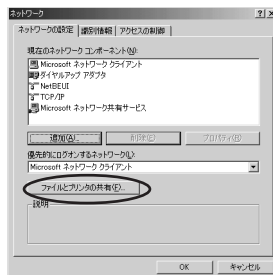 ネットワーク
ネットワークの設定 識別情報 アクセスの制御
現在のネットワーク コンポーネント(N):
Microsoft ネットワーク クライアント
ダイヤルアップ アダプタ
NetBEUI
TCP/IP
Microsoft ネットワーク共有サービス
追加(A)... 削除(E) プロパティ(R)
優先的にログオンするネットワーク(L):
Microsoft ネットワーク クライアント
ファイルとプリンタの共有(F)...
説明
OK キャンセル